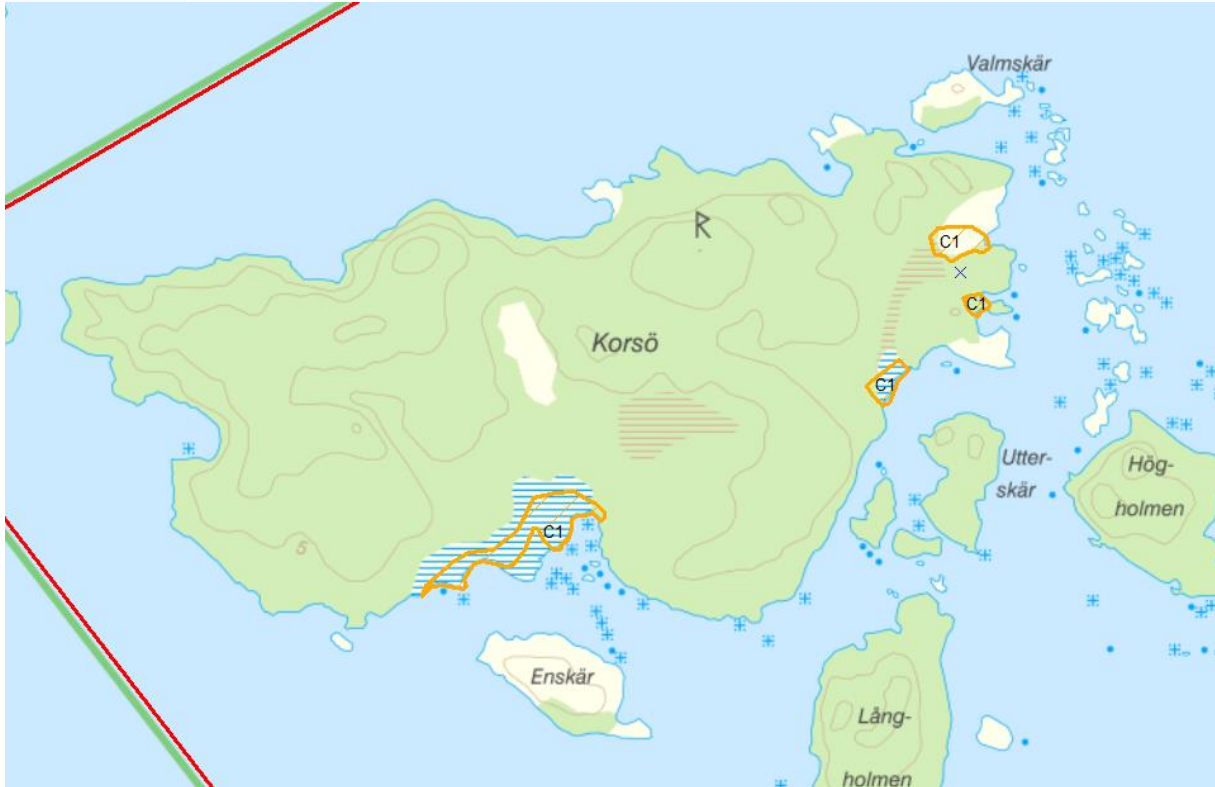 Valmskär
C1
C1
Korsö
C1
Utter-
skär
Hög-
holmen
C1
5
Enskär
Lång-
holmen